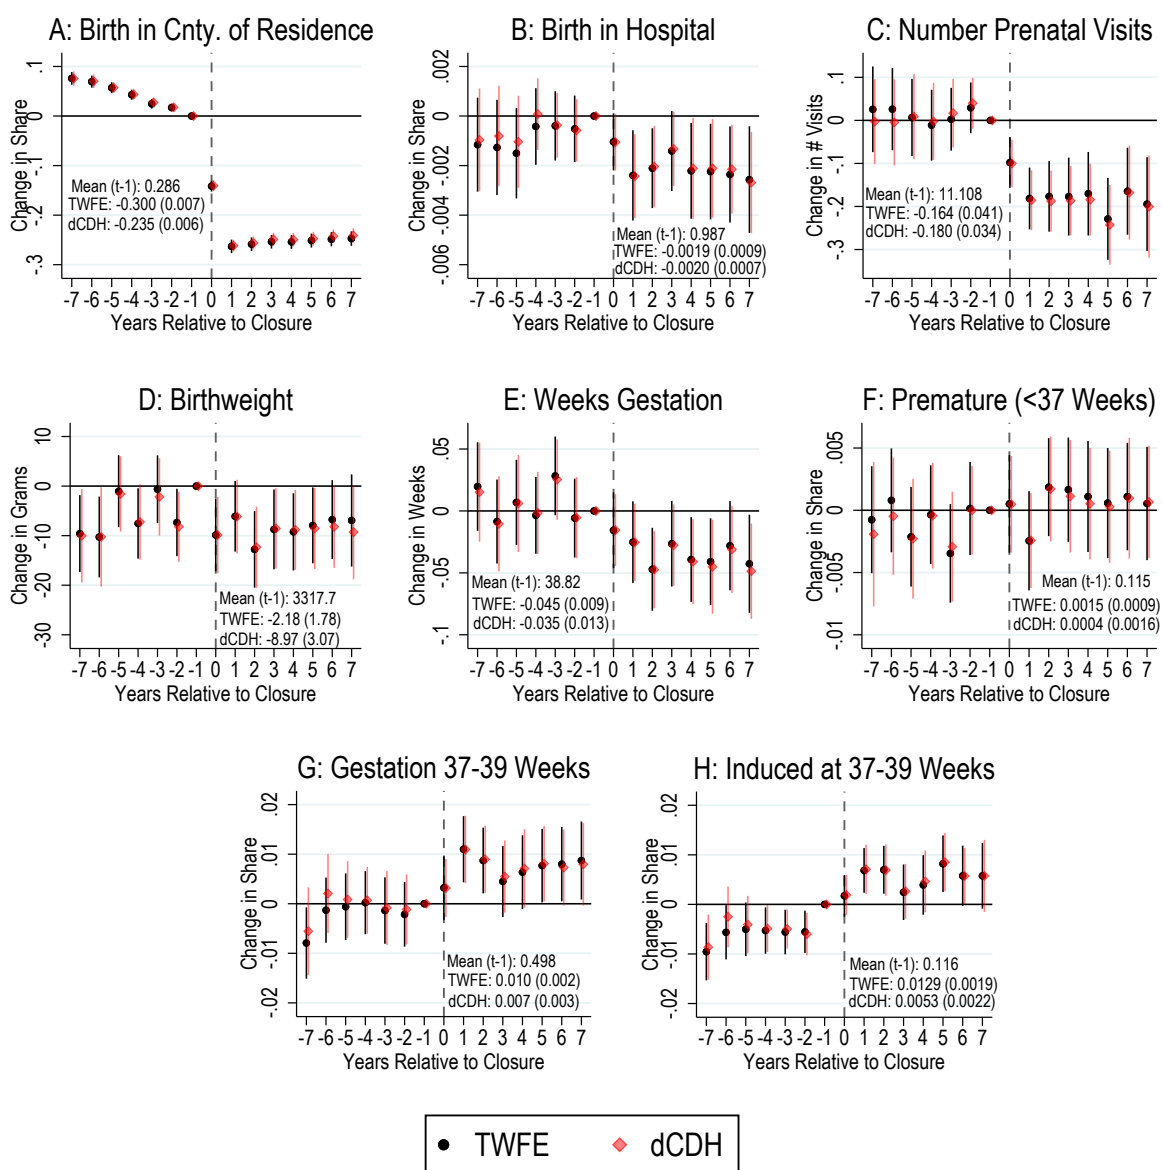 A: Birth in Cnty. of Residence
Change in Share
.1
0
-.1
-.2
-.3
Mean (t-1): 0.286
TWFE: -0.300 (0.007)
dCDH: -0.235 (0.006)
-7 -6 -5 -4 -3 -2 -1 0 1 2 3 4 5 6 7
Years Relative to Closure
B: Birth in Hospital
Change in Share
.002
0
-.002
-.004
-.006
Mean (t-1): 0.987
TWFE: -0.0019 (0.0009)
dCDH: -0.0020 (0.0007)
-7 -6 -5 -4 -3 -2 -1 0 1 2 3 4 5 6 7
Years Relative to Closure
C: Number Prenatal Visits
Change in # Visits
.1
0
-.1
-.2
-.3
Mean (t-1): 11.108
TWFE: -0.164 (0.041)
dCDH: -0.180 (0.034)
-7 -6 -5 -4 -3 -2 -1 0 1 2 3 4 5 6 7
Years Relative to Closure
D: Birthweight
Change in Grams
10
0
-10
-20
-30
Mean (t-1): 3317.7
TWFE: -2.18 (1.78)
dCDH: -8.97 (3.07)
-7 -6 -5 -4 -3 -2 -1 0 1 2 3 4 5 6 7
Years Relative to Closure
E: Weeks Gestation
Change in Weeks
.05
0
-.05
-.1
Mean (t-1): 38.82
TWFE: -0.045 (0.009)
dCDH: -0.035 (0.013)
-7 -6 -5 -4 -3 -2 -1 0 1 2 3 4 5 6 7
Years Relative to Closure
F: Premature (<37 Weeks)
Change in Share
.005
0
-.005
-.01
Mean (t-1): 0.115
TWFE: 0.0015 (0.0009)
dCDH: 0.0004 (0.0016)
-7 -6 -5 -4 -3 -2 -1 0 1 2 3 4 5 6 7
Years Relative to Closure
G: Gestation 37-39 Weeks
Change in Share
.02
.01
0
-.01
-.02
Mean (t-1): 0.498
TWFE: 0.010 (0.002)
dCDH: 0.007 (0.003)
-7 -6 -5 -4 -3 -2 -1 0 1 2 3 4 5 6 7
Years Relative to Closure
H: Induced at 37-39 Weeks
Change in Share
.02
.01
0
-.01
-.02
Mean (t-1): 0.116
TWFE: 0.0129 (0.0019)
dCDH: 0.0053 (0.0022)
-7 -6 -5 -4 -3 -2 -1 0 1 2 3 4 5 6 7
Years Relative to Closure
TWFE dCDH